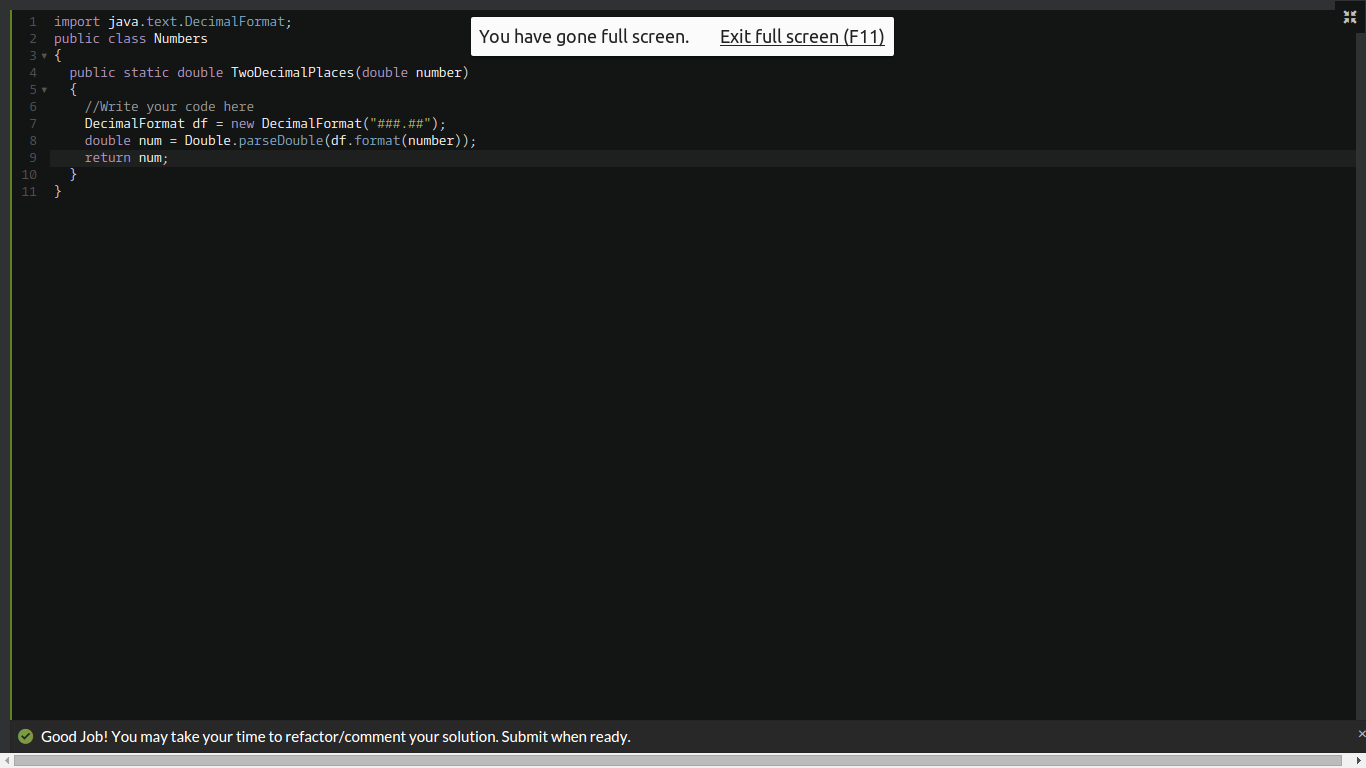 You have gone full screen. Exit full screen (F11)
1 import java.text.DecimalFormat;
2 public class Numbers
3 {
4 public static double TwoDecimalPlaces(double number)
5 {
6 //Write your code here
7 DecimalFormat df = new DecimalFormat("###.##");
8 double num = Double.parseDouble(df.format(number));
9 return num;
10 }
11 }
Good Job! You may take your time to refactor/comment your solution. Submit when ready.